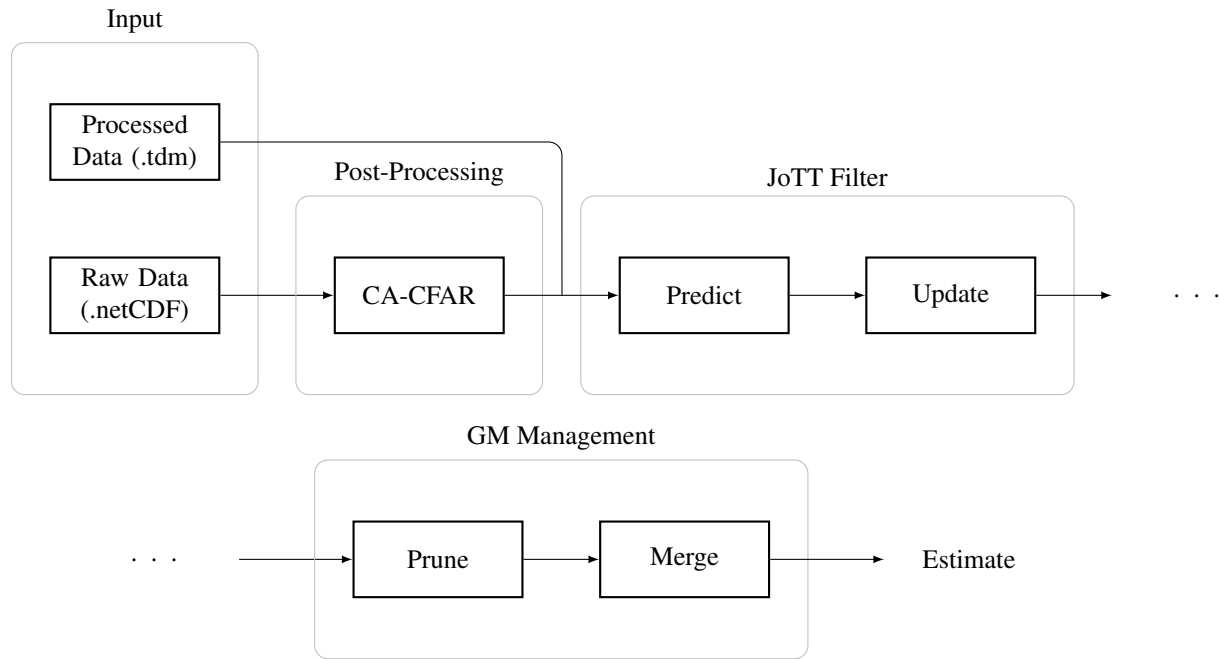 Input
Processed
Data (.tdm)
Post-Processing
JoTT Filter
Raw Data
(.netCDF)
CA-CFAR
Predict
Update
. . .
GM Management
. . .
Prune
Merge
Estimate